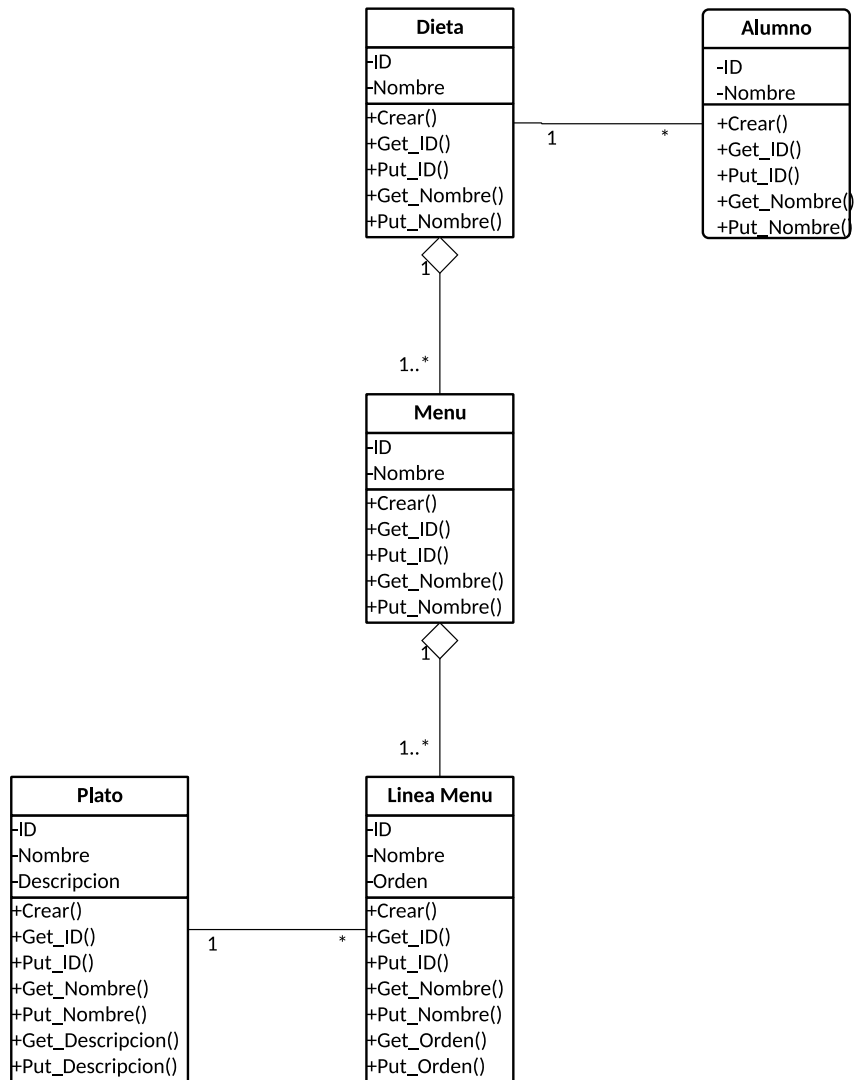 Dieta
-ID
-Nombre
+Crear()
+Get_ID()
+Put_ID()
+Get_Nombre()
+Put_Nombre()
Alumno
-ID
-Nombre
+Crear()
+Get_ID()
+Put_ID()
+Get_Nombre()
+Put_Nombre()
1
*
1
1..*
Menu
-ID
-Nombre
+Crear()
+Get_ID()
+Put_ID()
+Get_Nombre()
+Put_Nombre()
1
1..*
Plato
-ID
-Nombre
-Descripcion
+Crear()
+Get_ID()
+Put_ID()
+Get_Nombre()
+Put_Nombre()
+Get_Descripcion()
+Put_Descripcion()
1
*
Linea Menu
-ID
-Nombre
-Orden
+Crear()
+Get_ID()
+Put_ID()
+Get_Nombre()
+Put_Nombre()
+Get_Orden()
+Put_Orden()